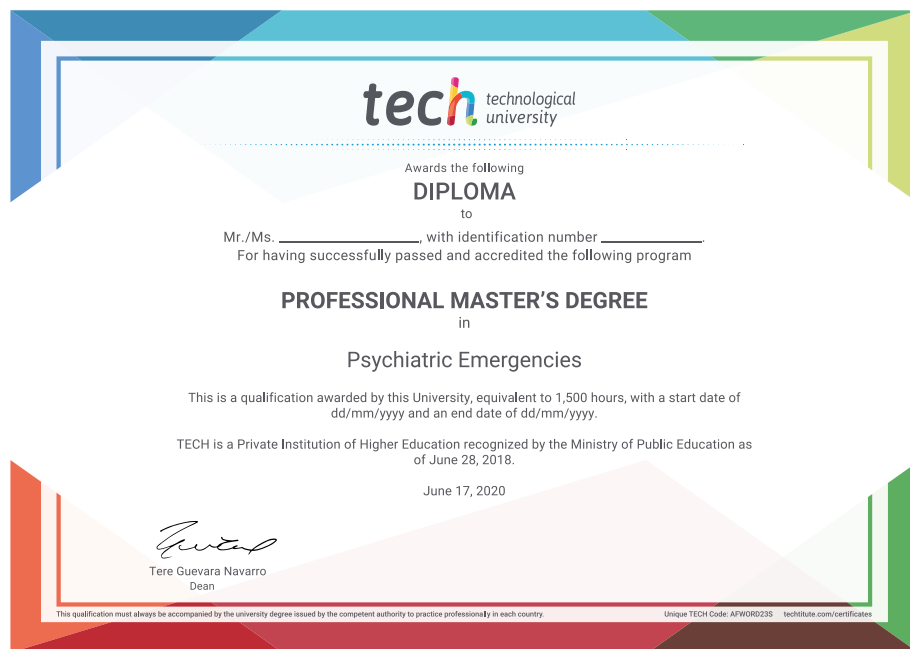 tech technological
university
Awards the following
DIPLOMA
to
Mr./Ms. ____________________, with identification number ______________.
For having successfully passed and accredited the following program
PROFESSIONAL MASTER'S DEGREE
in
Psychiatric Emergencies
This is a qualification awarded by this University, equivalent to 1,500 hours, with a start date of
dd/mm/yyyy and an end date of dd/mm/yyyy.
TECH is a Private Institution of Higher Education recognized by the Ministry of Public Education as
of June 28, 2018.
June 17, 2020
Tere Guevara Navarro
Dean
This qualification must always be accompanied by the university degree issued by the competent authority to practice professionally in each country. Unique TECH Code: AFWORD23S techtitute.com/certificates